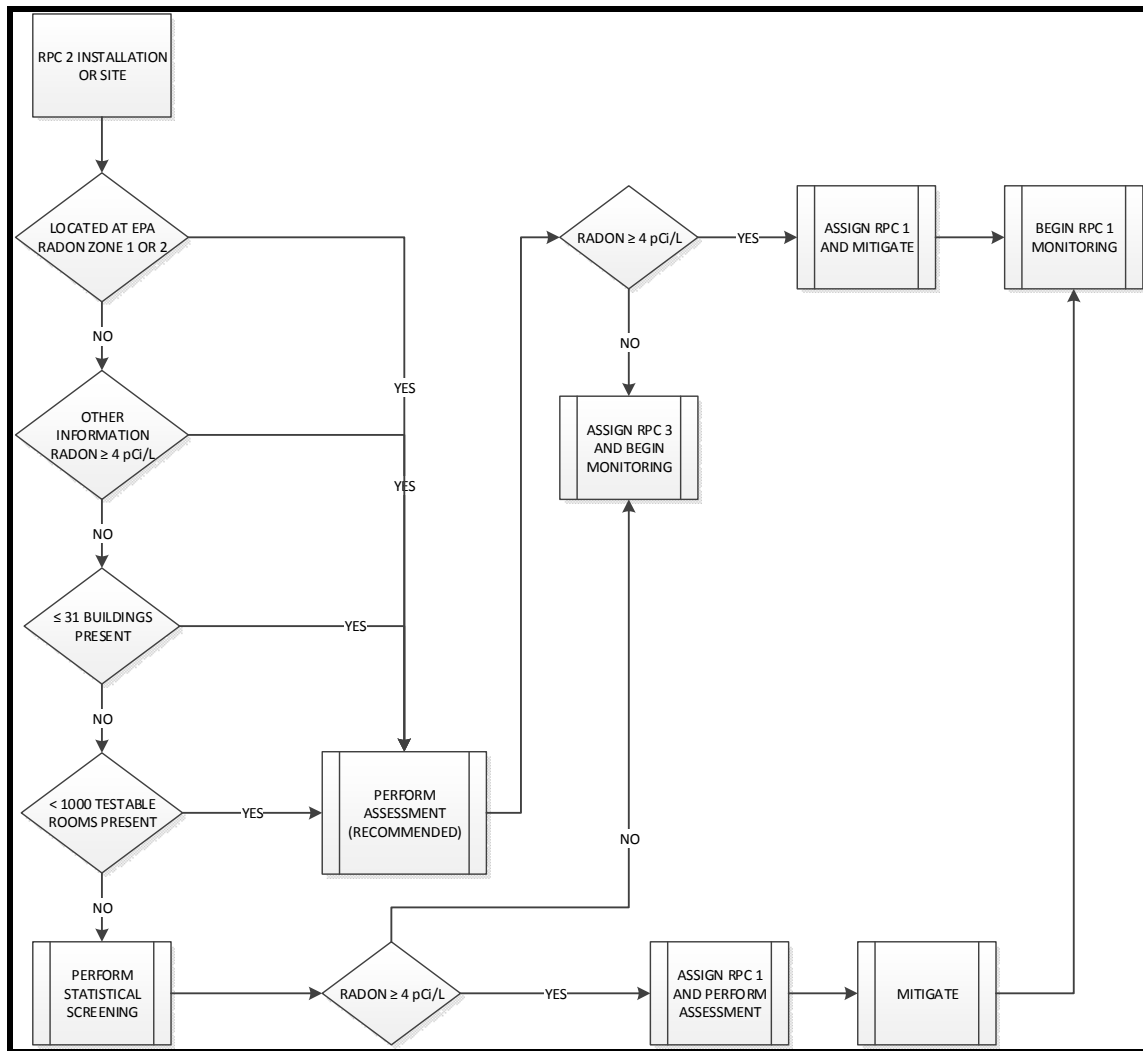 RPC 2 INSTALLATION
OR SITE
LOCATED AT EPA
RADON ZONE 1 OR 2
NO
YES
OTHER
INFORMATION
RADON ≥ 4 pCi/L
YES
NO
≤ 31 BUILDINGS
PRESENT
YES
NO
< 1000 TESTABLE
ROOMS PRESENT
YES
PERFORM
ASSESSMENT
(RECOMMENDED)
RADON ≥ 4 pCi/L
YES
ASSIGN RPC 1
AND MITIGATE
BEGIN RPC 1
MONITORING
NO
ASSIGN RPC 3
AND BEGIN
MONITORING
NO
PERFORM
STATISTICAL
SCREENING
RADON ≥ 4 pCi/L
NO
YES
ASSIGN RPC 1
AND PERFORM
ASSESSMENT
MITIGATE